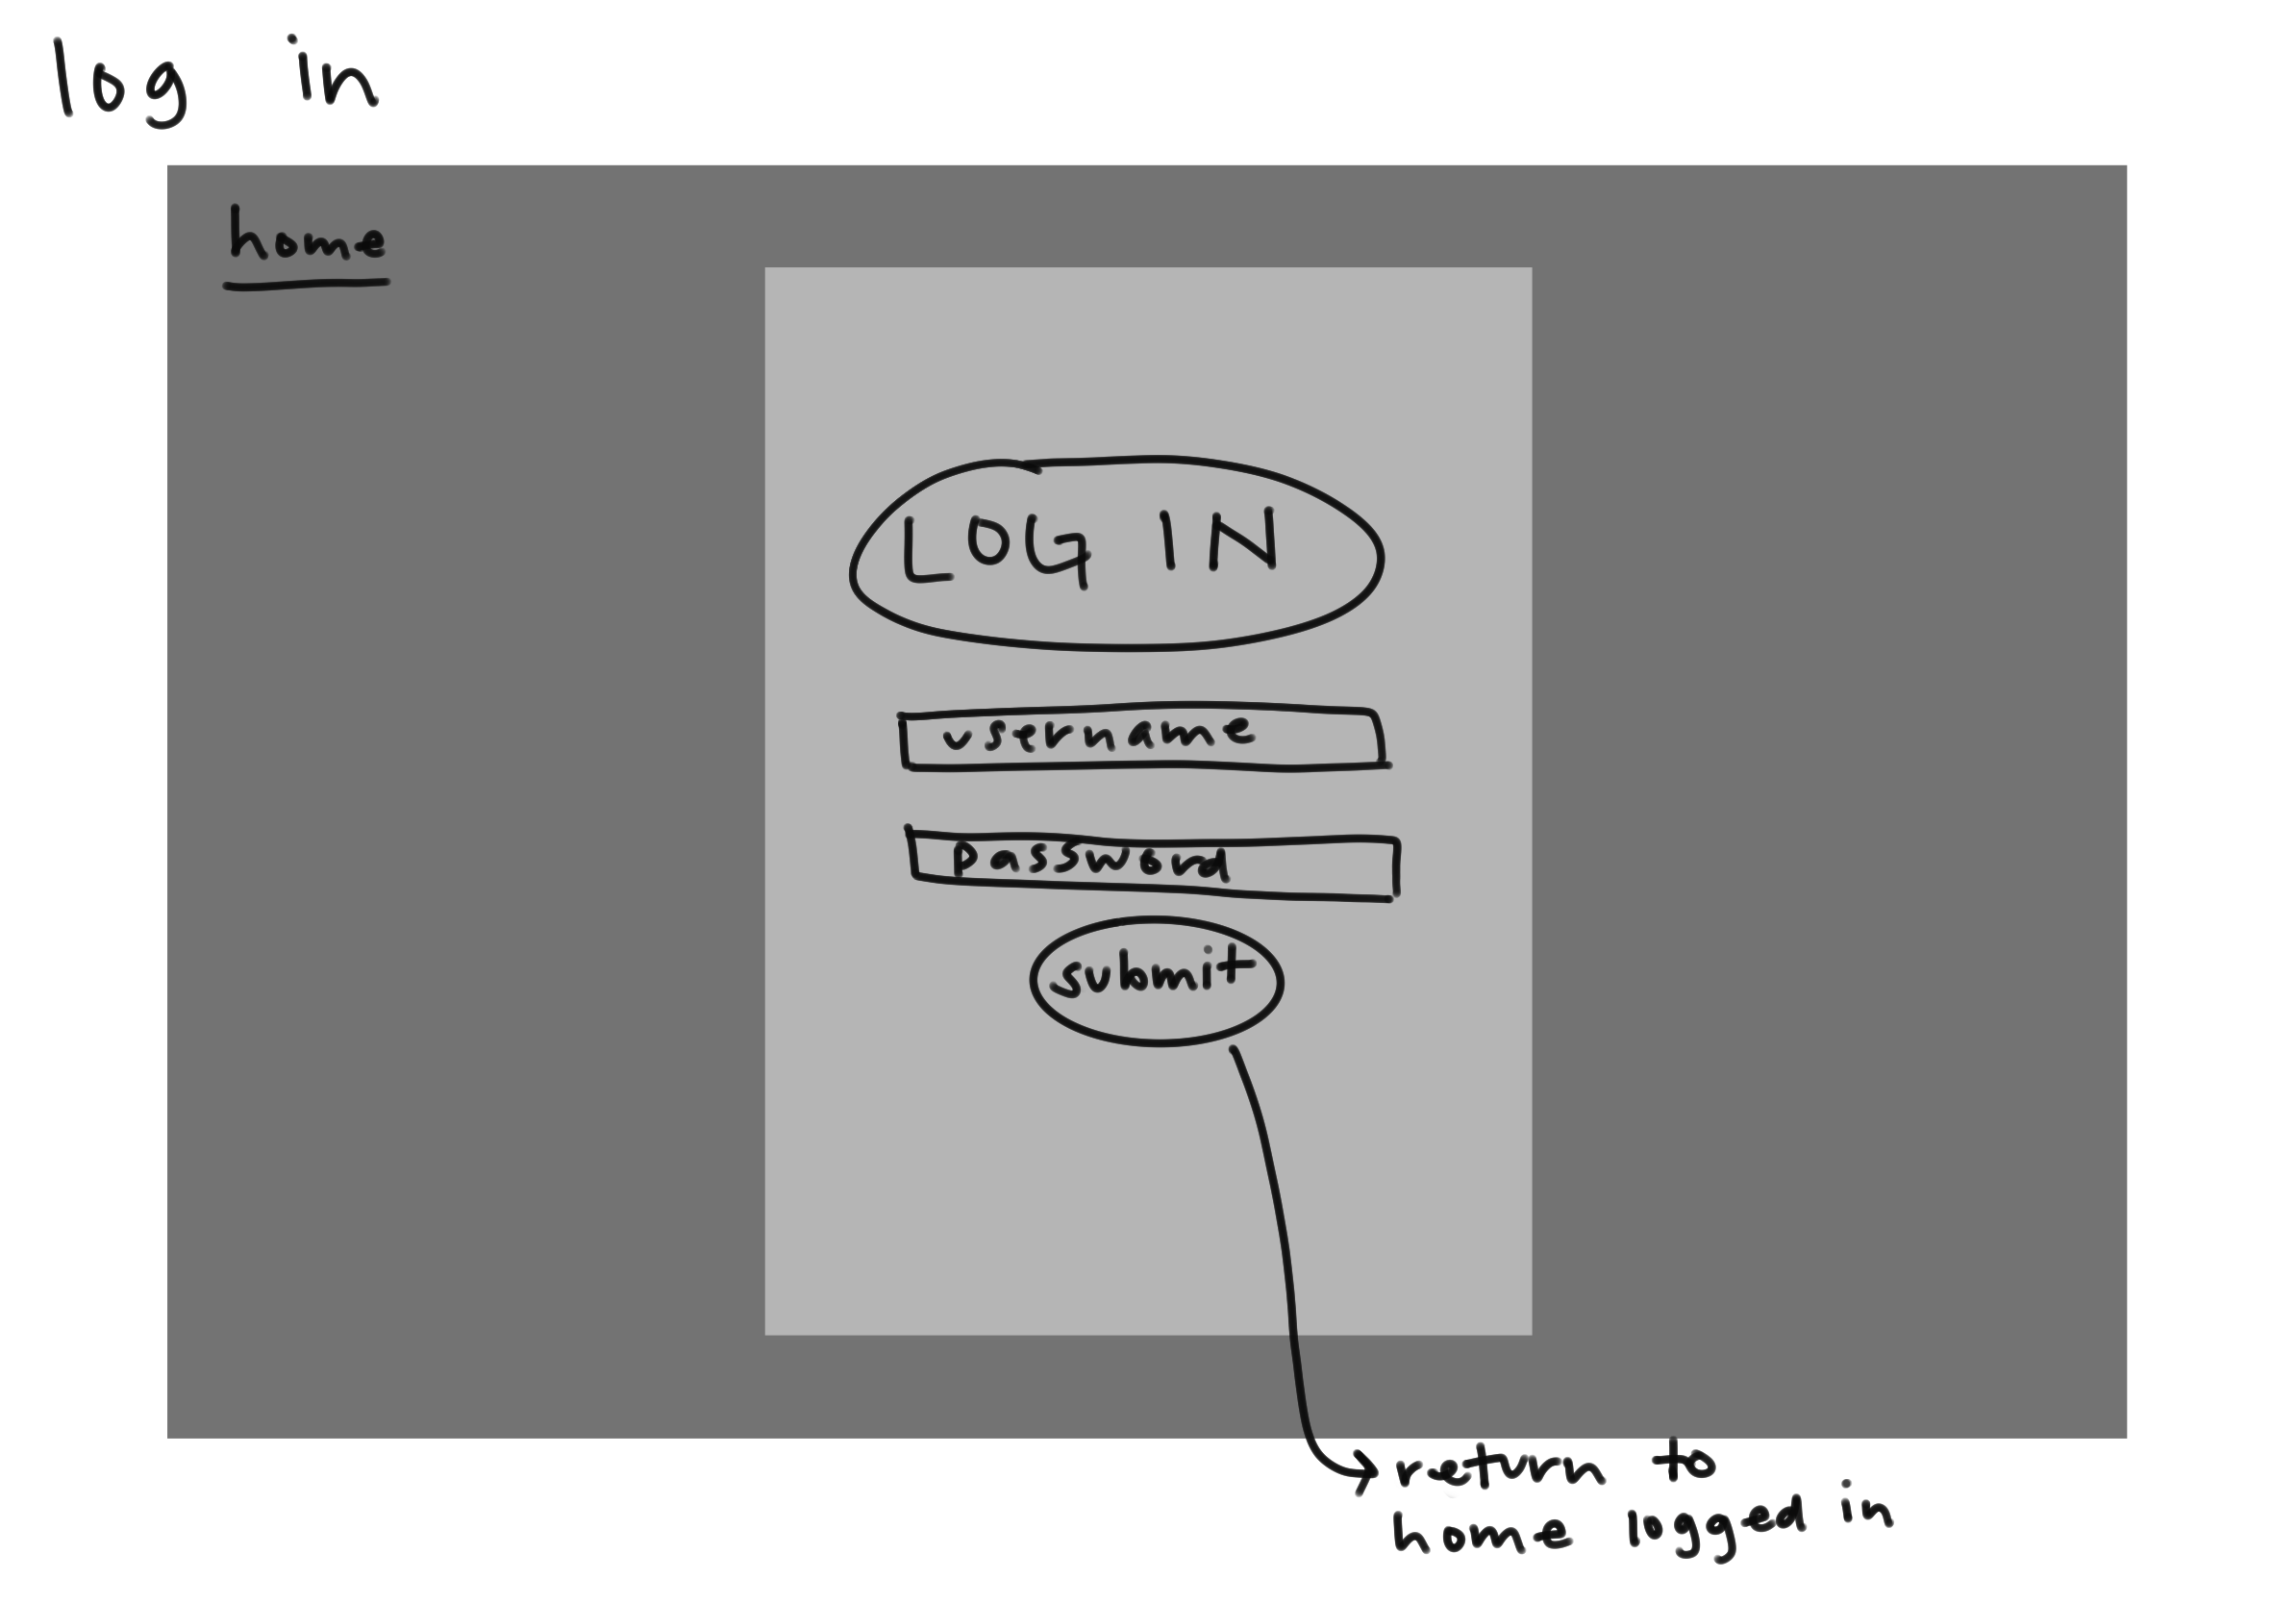 log in
home
LOG IN
username
password
submit
return to
home logged in